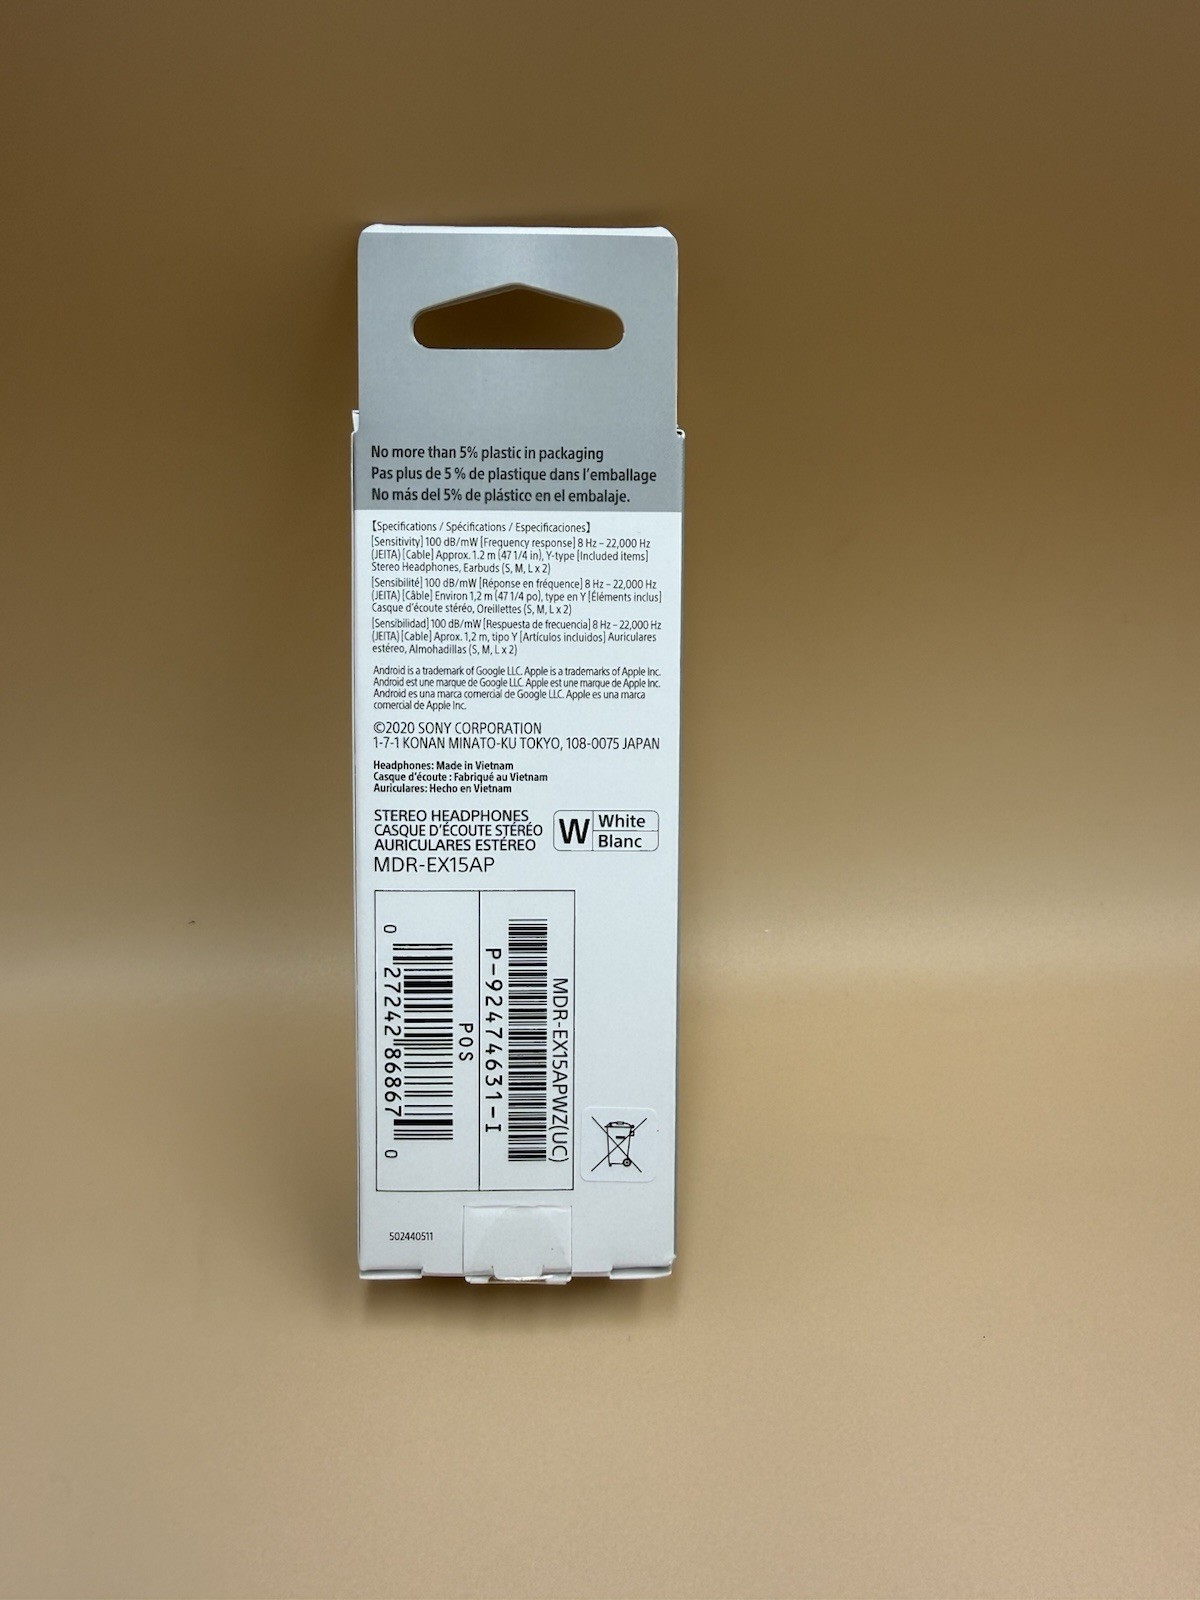 No more than 5% plastic in packaging
Pas plus de 5 % de plastique dans l'emballage
No más del 5% de plástico en el embalaje.
【Specifications / Spécifications / Especificaciones】
[Sensitivity] 100 dB/mW [Frequency response] 8 Hz – 22,000 Hz
(JEITA) [Cable] Approx. 1.2 m (47 1/4 in), Y-type [Included items]
Stereo Headphones, Earbuds (S, M, L x 2)
[Sensibilité] 100 dB/mW [Réponse en fréquence] 8 Hz – 22,000 Hz
(JEITA) [Câble] Environ 1,2 m (47 1/4 po), type en Y [Éléments inclus]
Casque d'écoute stéréo, Oreillettes (S, M, L x 2)
[Sensibilidad] 100 dB/mW [Respuesta de frecuencia] 8 Hz – 22,000 Hz
(JEITA) [Cable] Aprox. 1,2 m, tipo Y [Artículos incluidos] Auriculares
estéreo, Almohadillas (S, M, L x 2)
Android is a trademark of Google LLC. Apple is a trademarks of Apple Inc.
Android est une marque de Google LLC. Apple est une marque de Apple Inc.
Android es una marca comercial de Google LLC. Apple es una marca
comercial de Apple Inc.
©2020 SONY CORPORATION
1-7-1 KONAN MINATO-KU TOKYO, 108-0075 JAPAN
Headphones: Made in Vietnam
Casque d'écoute : Fabriqué au Vietnam
Auriculares: Hecho en Vietnam
STEREO HEADPHONES
CASQUE D'ÉCOUTE STÉRÉO
AURICULARES ESTÉREO
MDR-EX15AP
W White
Blanc
MDR-EX15APWZ(UC)
P-92474631-I
POS
0 27242 86867 0
502440511